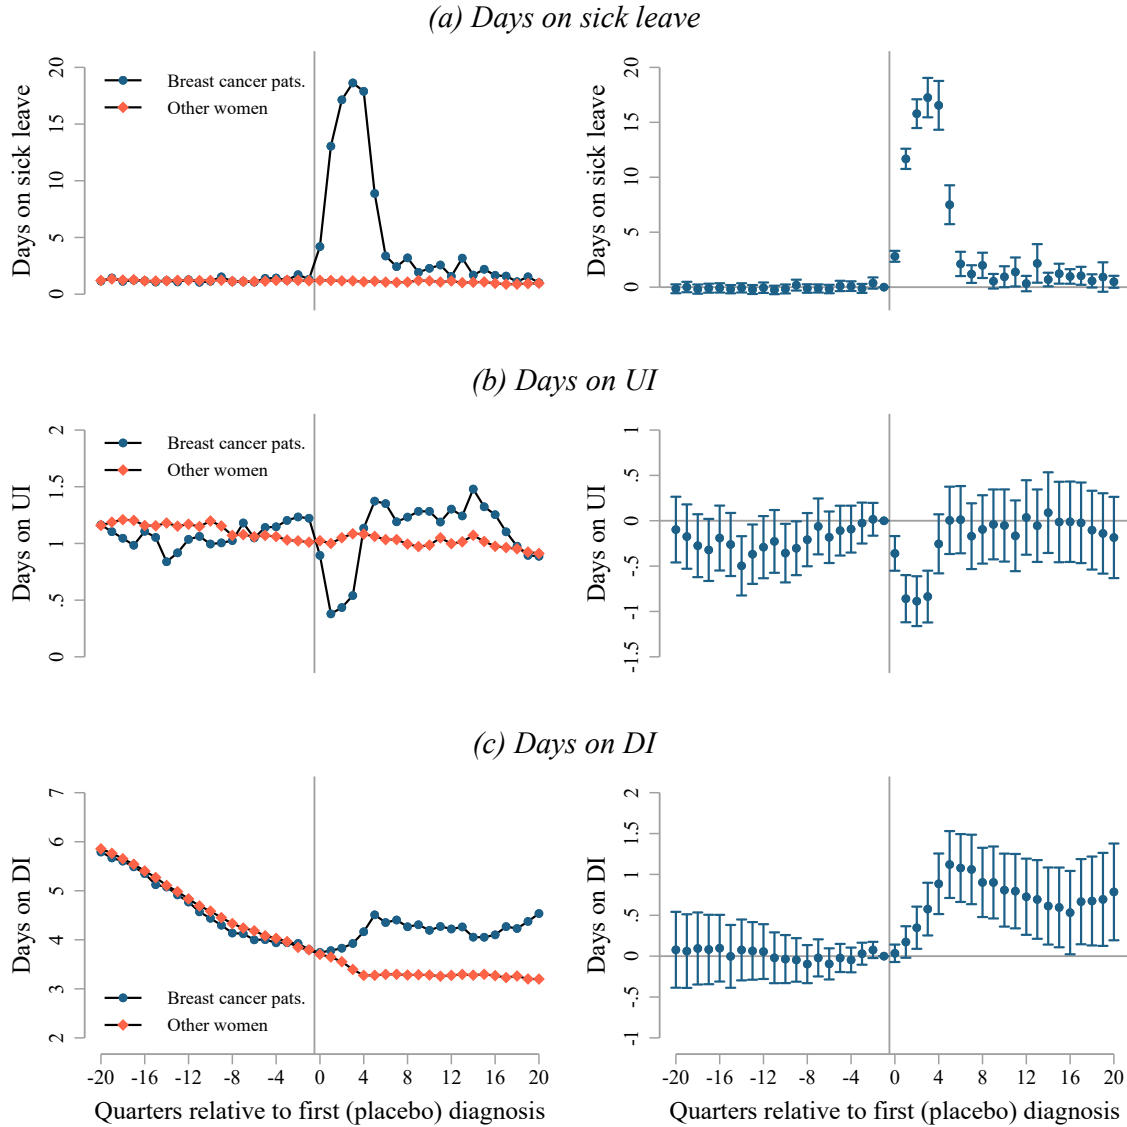 (a) Days on sick leave
Days on sick leave
20
15
10
5
0
Breast cancer pats.
Other women
Days on sick leave
20
15
10
5
0
(b) Days on UI
Days on UI
2
1.5
1
.5
0
Breast cancer pats.
Other women
Days on UI
1
.5
0
-.5
-1
-1.5
(c) Days on DI
Days on DI
7
6
5
4
3
2
Breast cancer pats.
Other women
-20 -16 -12 -8 -4 0 4 8 12 16 20
Quarters relative to first (placebo) diagnosis
Days on DI
2
1.5
1
.5
0
-.5
-1
-20 -16 -12 -8 -4 0 4 8 12 16 20
Quarters relative to first (placebo) diagnosis